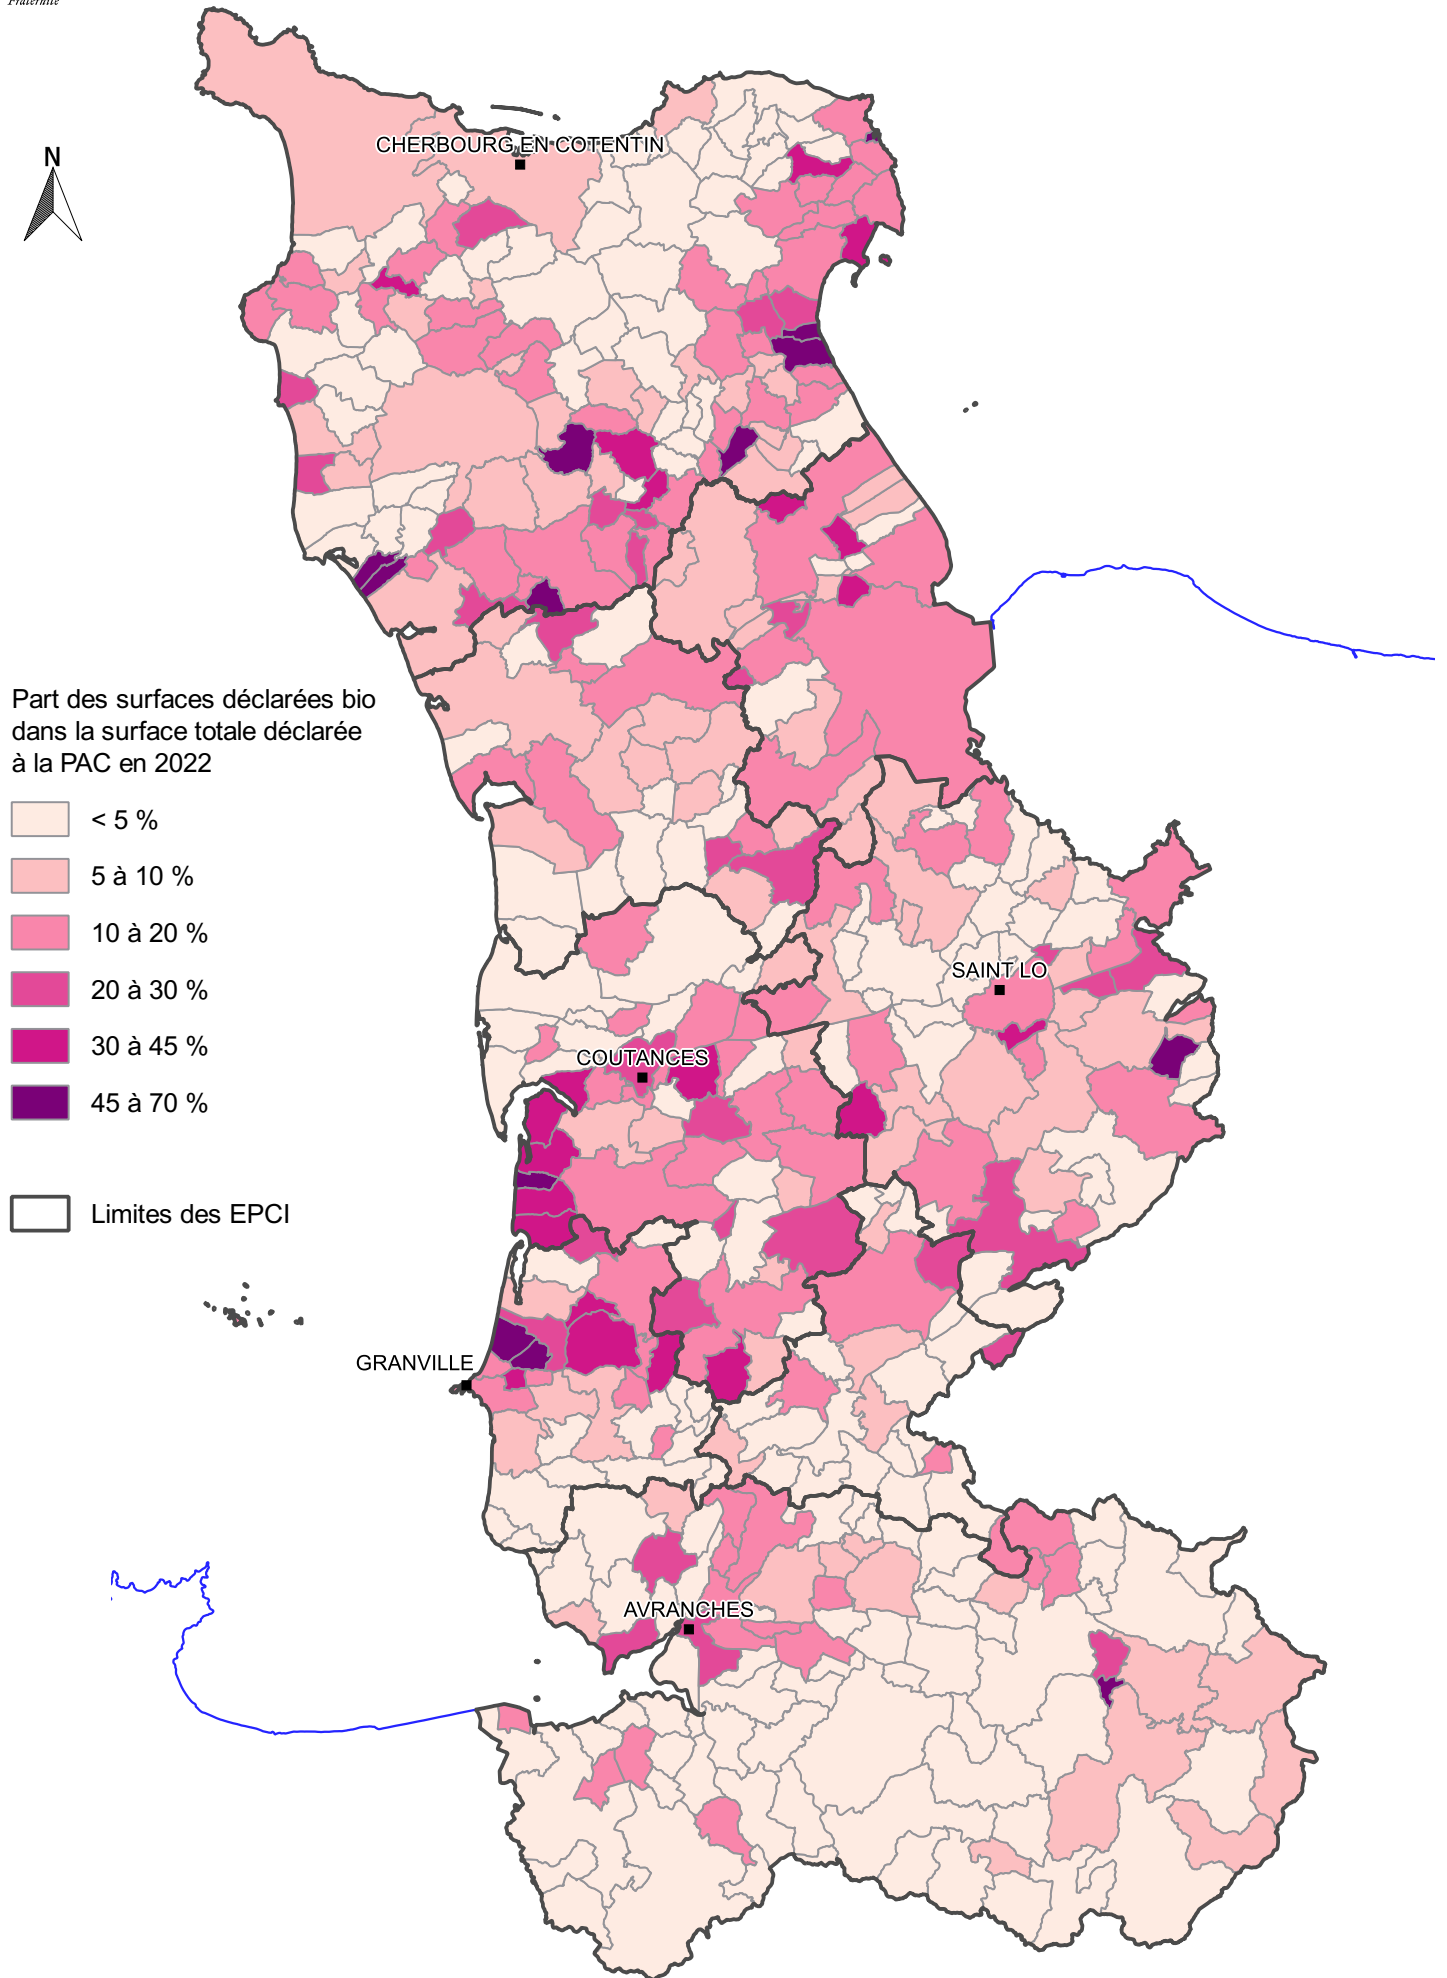 Fraternité
N
CHERBOURG EN COTENTIN
Part des surfaces déclarées bio
dans la surface totale déclarée
à la PAC en 2022
< 5 %
5 à 10 %
10 à 20 %
20 à 30 %
30 à 45 %
45 à 70 %
Limites des EPCI
SAINT LO
COUTANCES
GRANVILLE
AVRANCHES